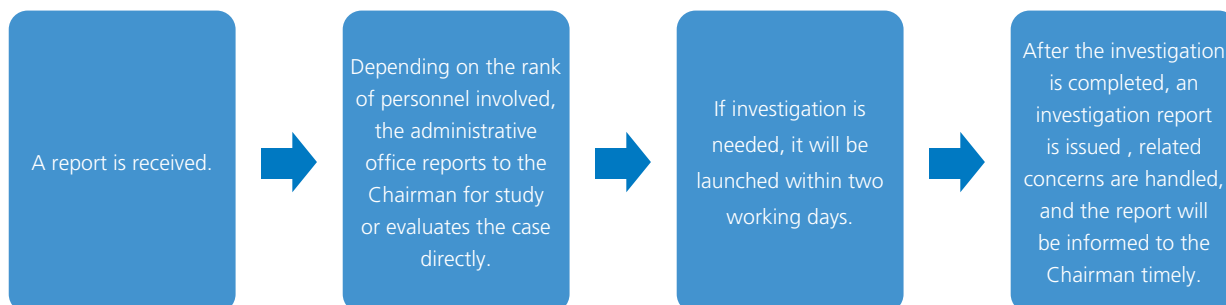 A report is received.
Depending on the rank
of personnel involved,
the administrative
office reports to the
Chairman for study
or evaluates the case
directly.
If investigation is
needed, it will be
launched within two
working days.
After the investigation
is completed, an
investigation report
is issued , related
concerns are handled,
and the report will
be informed to the
Chairman timely.